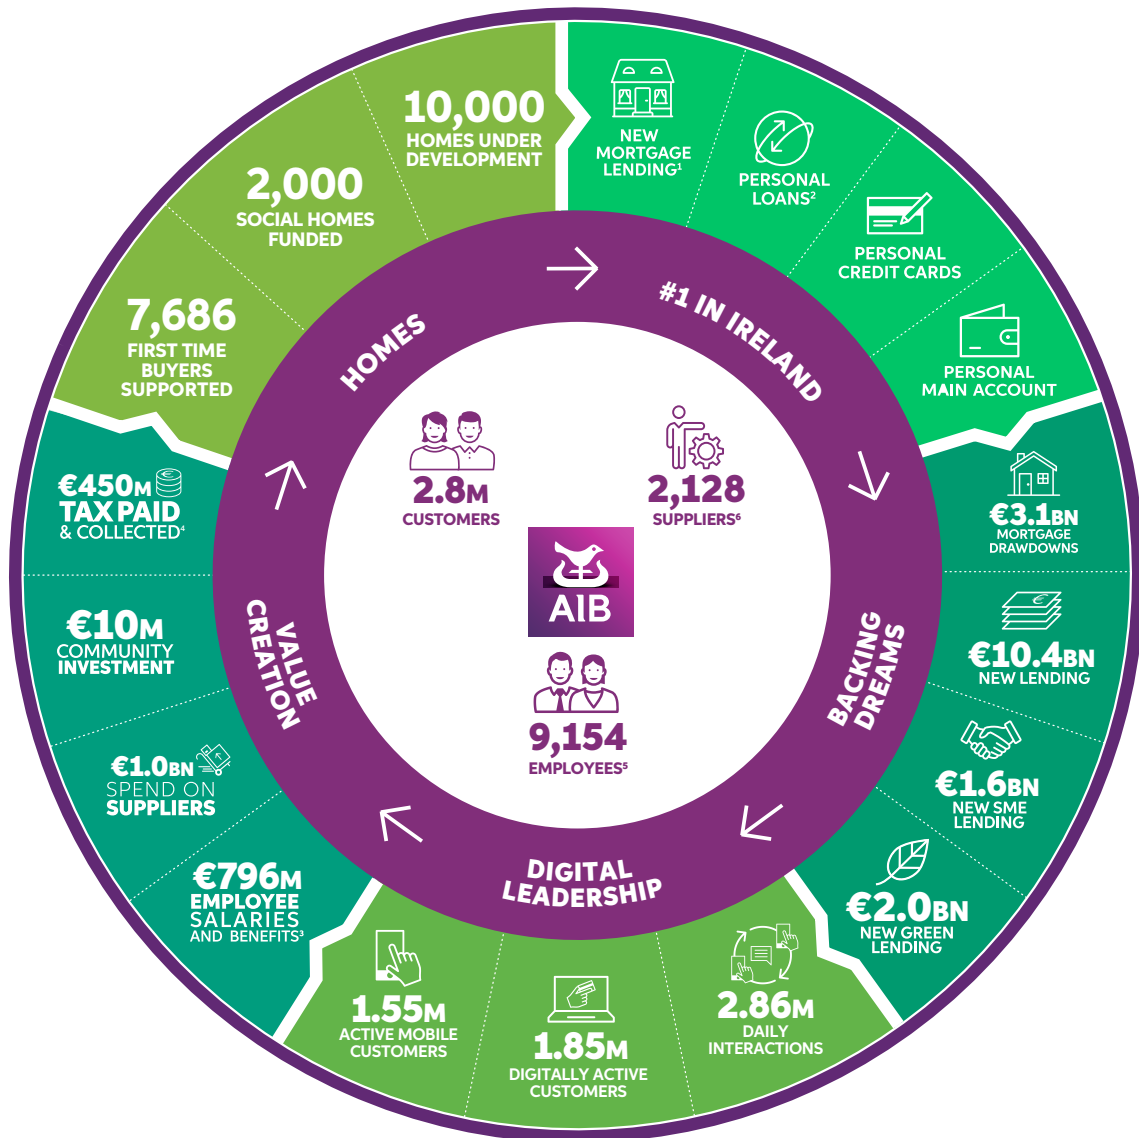 10,000
HOMES UNDER
DEVELOPMENT
2,000
SOCIAL HOMES
FUNDED
7,686
FIRST TIME
BUYERS
SUPPORTED
HOMES
NEW
MORTGAGE
LENDING¹
PERSONAL
LOANS²
PERSONAL
CREDIT CARDS
PERSONAL
MAIN ACCOUNT
#1 IN IRELAND
€3.1BN
MORTGAGE
DRAWDOWNS
€10.4BN
NEW LENDING
€1.6BN
NEW SME
LENDING
€2.0BN
NEW GREEN
LENDING
BACKING
DREAMS
2.86M
DAILY
INTERACTIONS
1.85M
DIGITALLY ACTIVE
CUSTOMERS
1.55M
ACTIVE MOBILE
CUSTOMERS
DIGITAL
LEADERSHIP
€796M
EMPLOYEE
SALARIES
AND BENEFITS³
€1.0BN
SPEND ON
SUPPLIERS
€10M
COMMUNITY
INVESTMENT
€450M
TAX PAID
& COLLECTED⁴
VALUE
CREATION
2.8M
CUSTOMERS
2,128
SUPPLIERS⁶
AIB
9,154
EMPLOYEES⁵